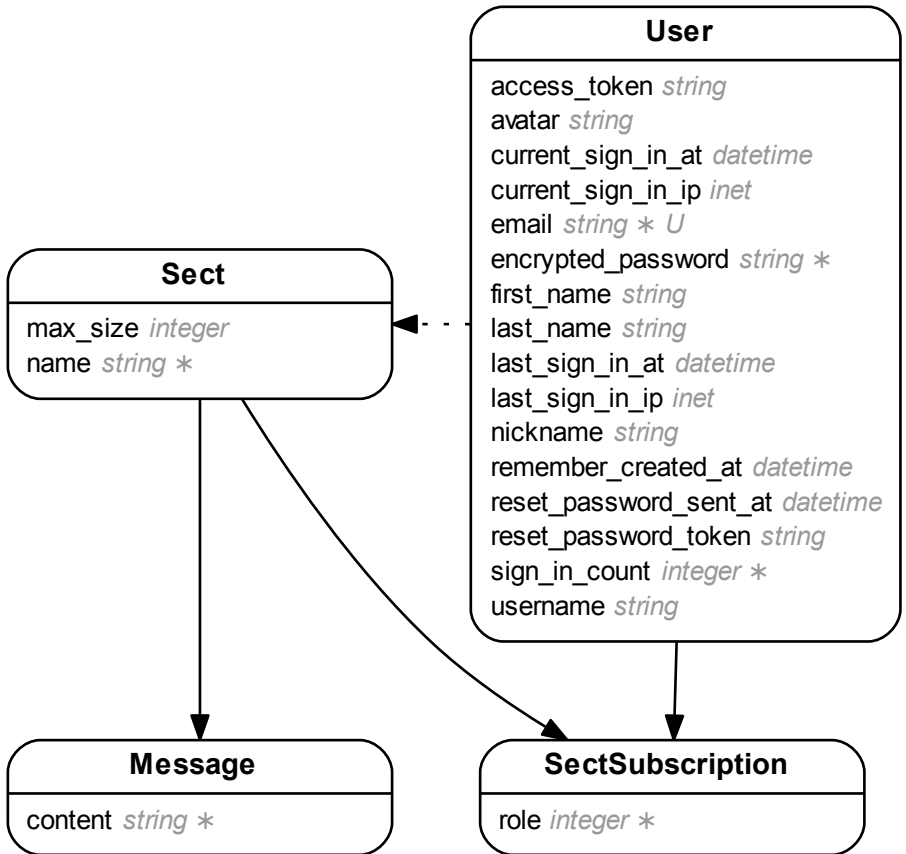 User
access_token string
avatar string
current_sign_in_at datetime
current_sign_in_ip inet
email string ∗ U
encrypted_password string ∗
first_name string
last_name string
last_sign_in_at datetime
last_sign_in_ip inet
nickname string
remember_created_at datetime
reset_password_sent_at datetime
reset_password_token string
sign_in_count integer ∗
username string
Sect
max_size integer
name string ∗
Message
content string ∗
SectSubscription
role integer ∗